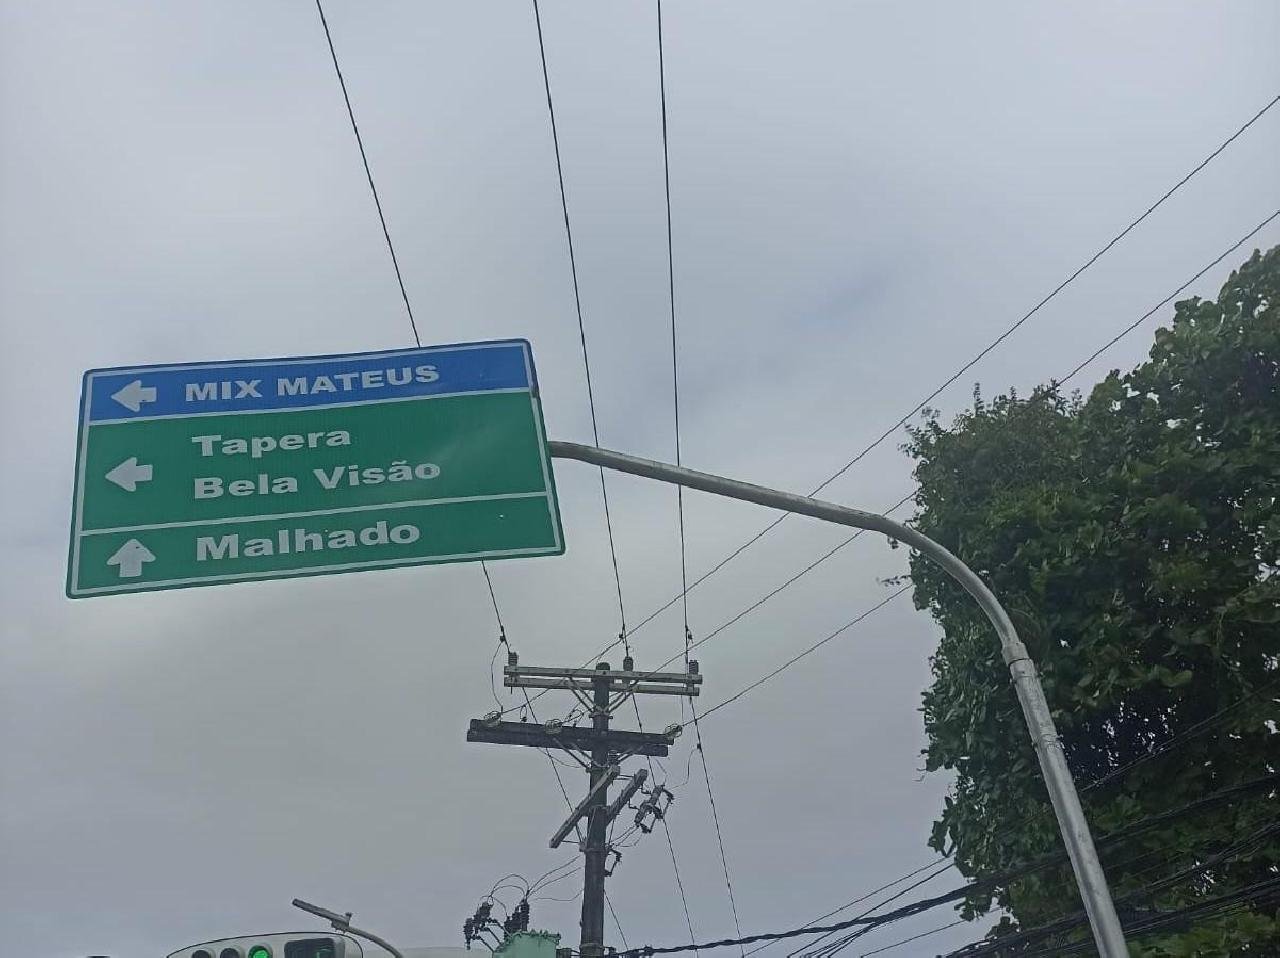 MIX MATEUS
Tapera
Bela Visão
Malhado